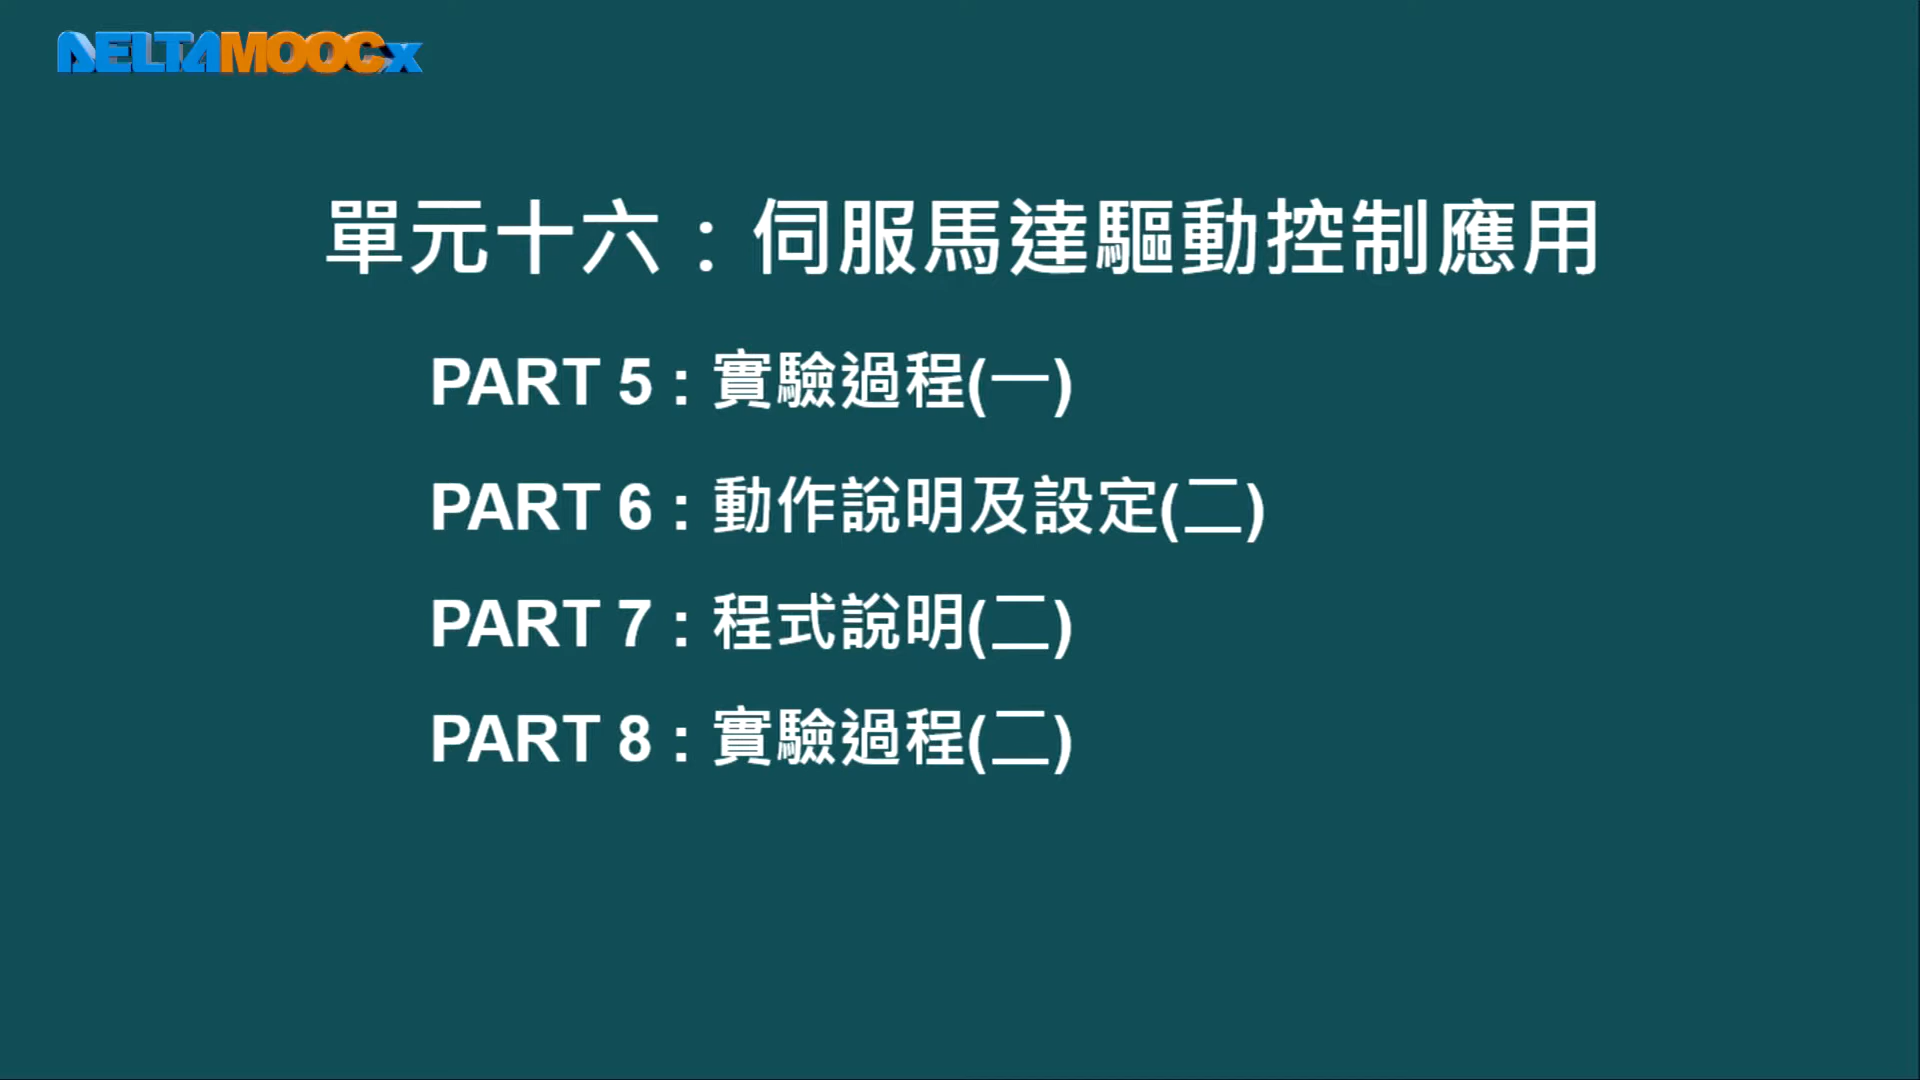 DELTAMOOCx
單元十六：伺服馬達驅動控制應用
PART 5 : 實驗過程(一)
PART 6 : 動作說明及設定(二)
PART 7 : 程式說明(二)
PART 8 : 實驗過程(二)